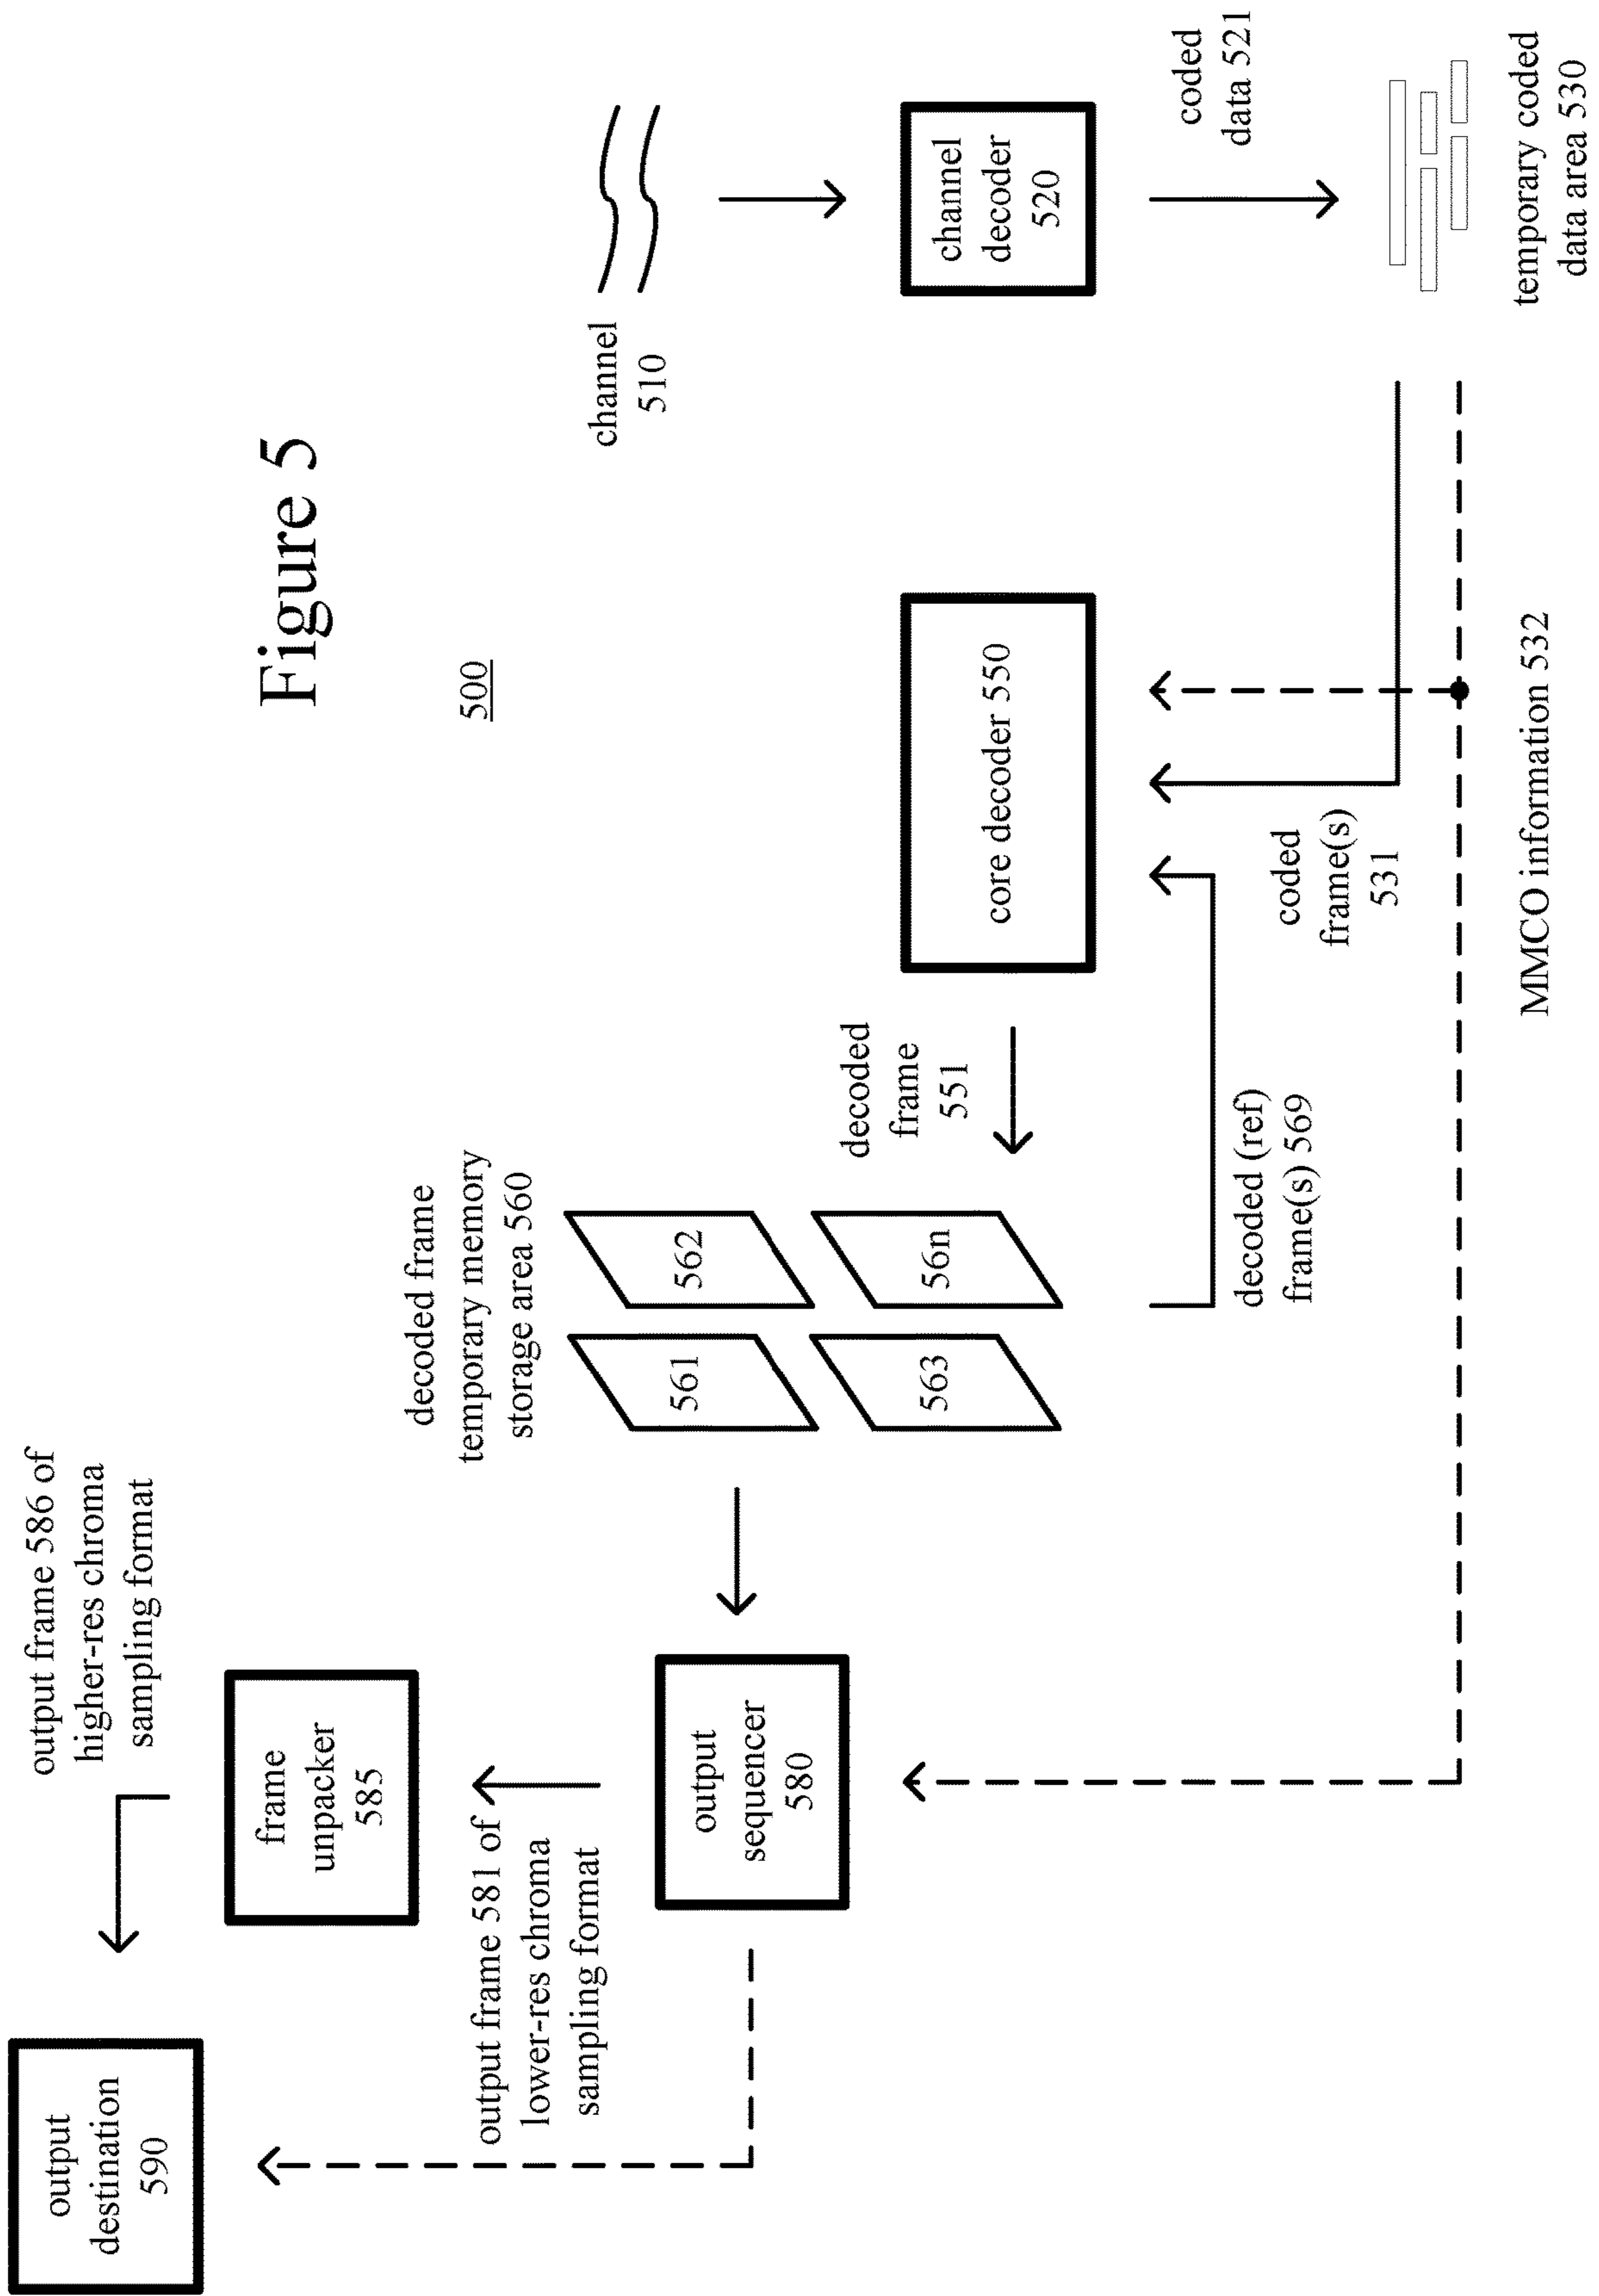 Figure 5
500
output
destination
590
output frame 586 of
higher-res chroma
sampling format
frame
unpacker
585
output frame 581 of
lower-res chroma
sampling format
output
sequencer
580
decoded frame
temporary memory
storage area 560
561
562
563
56n
decoded
frame
551
decoded (ref)
frame(s) 569
core decoder 550
coded
frame(s)
531
MMCO information 532
channel
510
channel
decoder
520
coded
data 521
temporary coded
data area 530